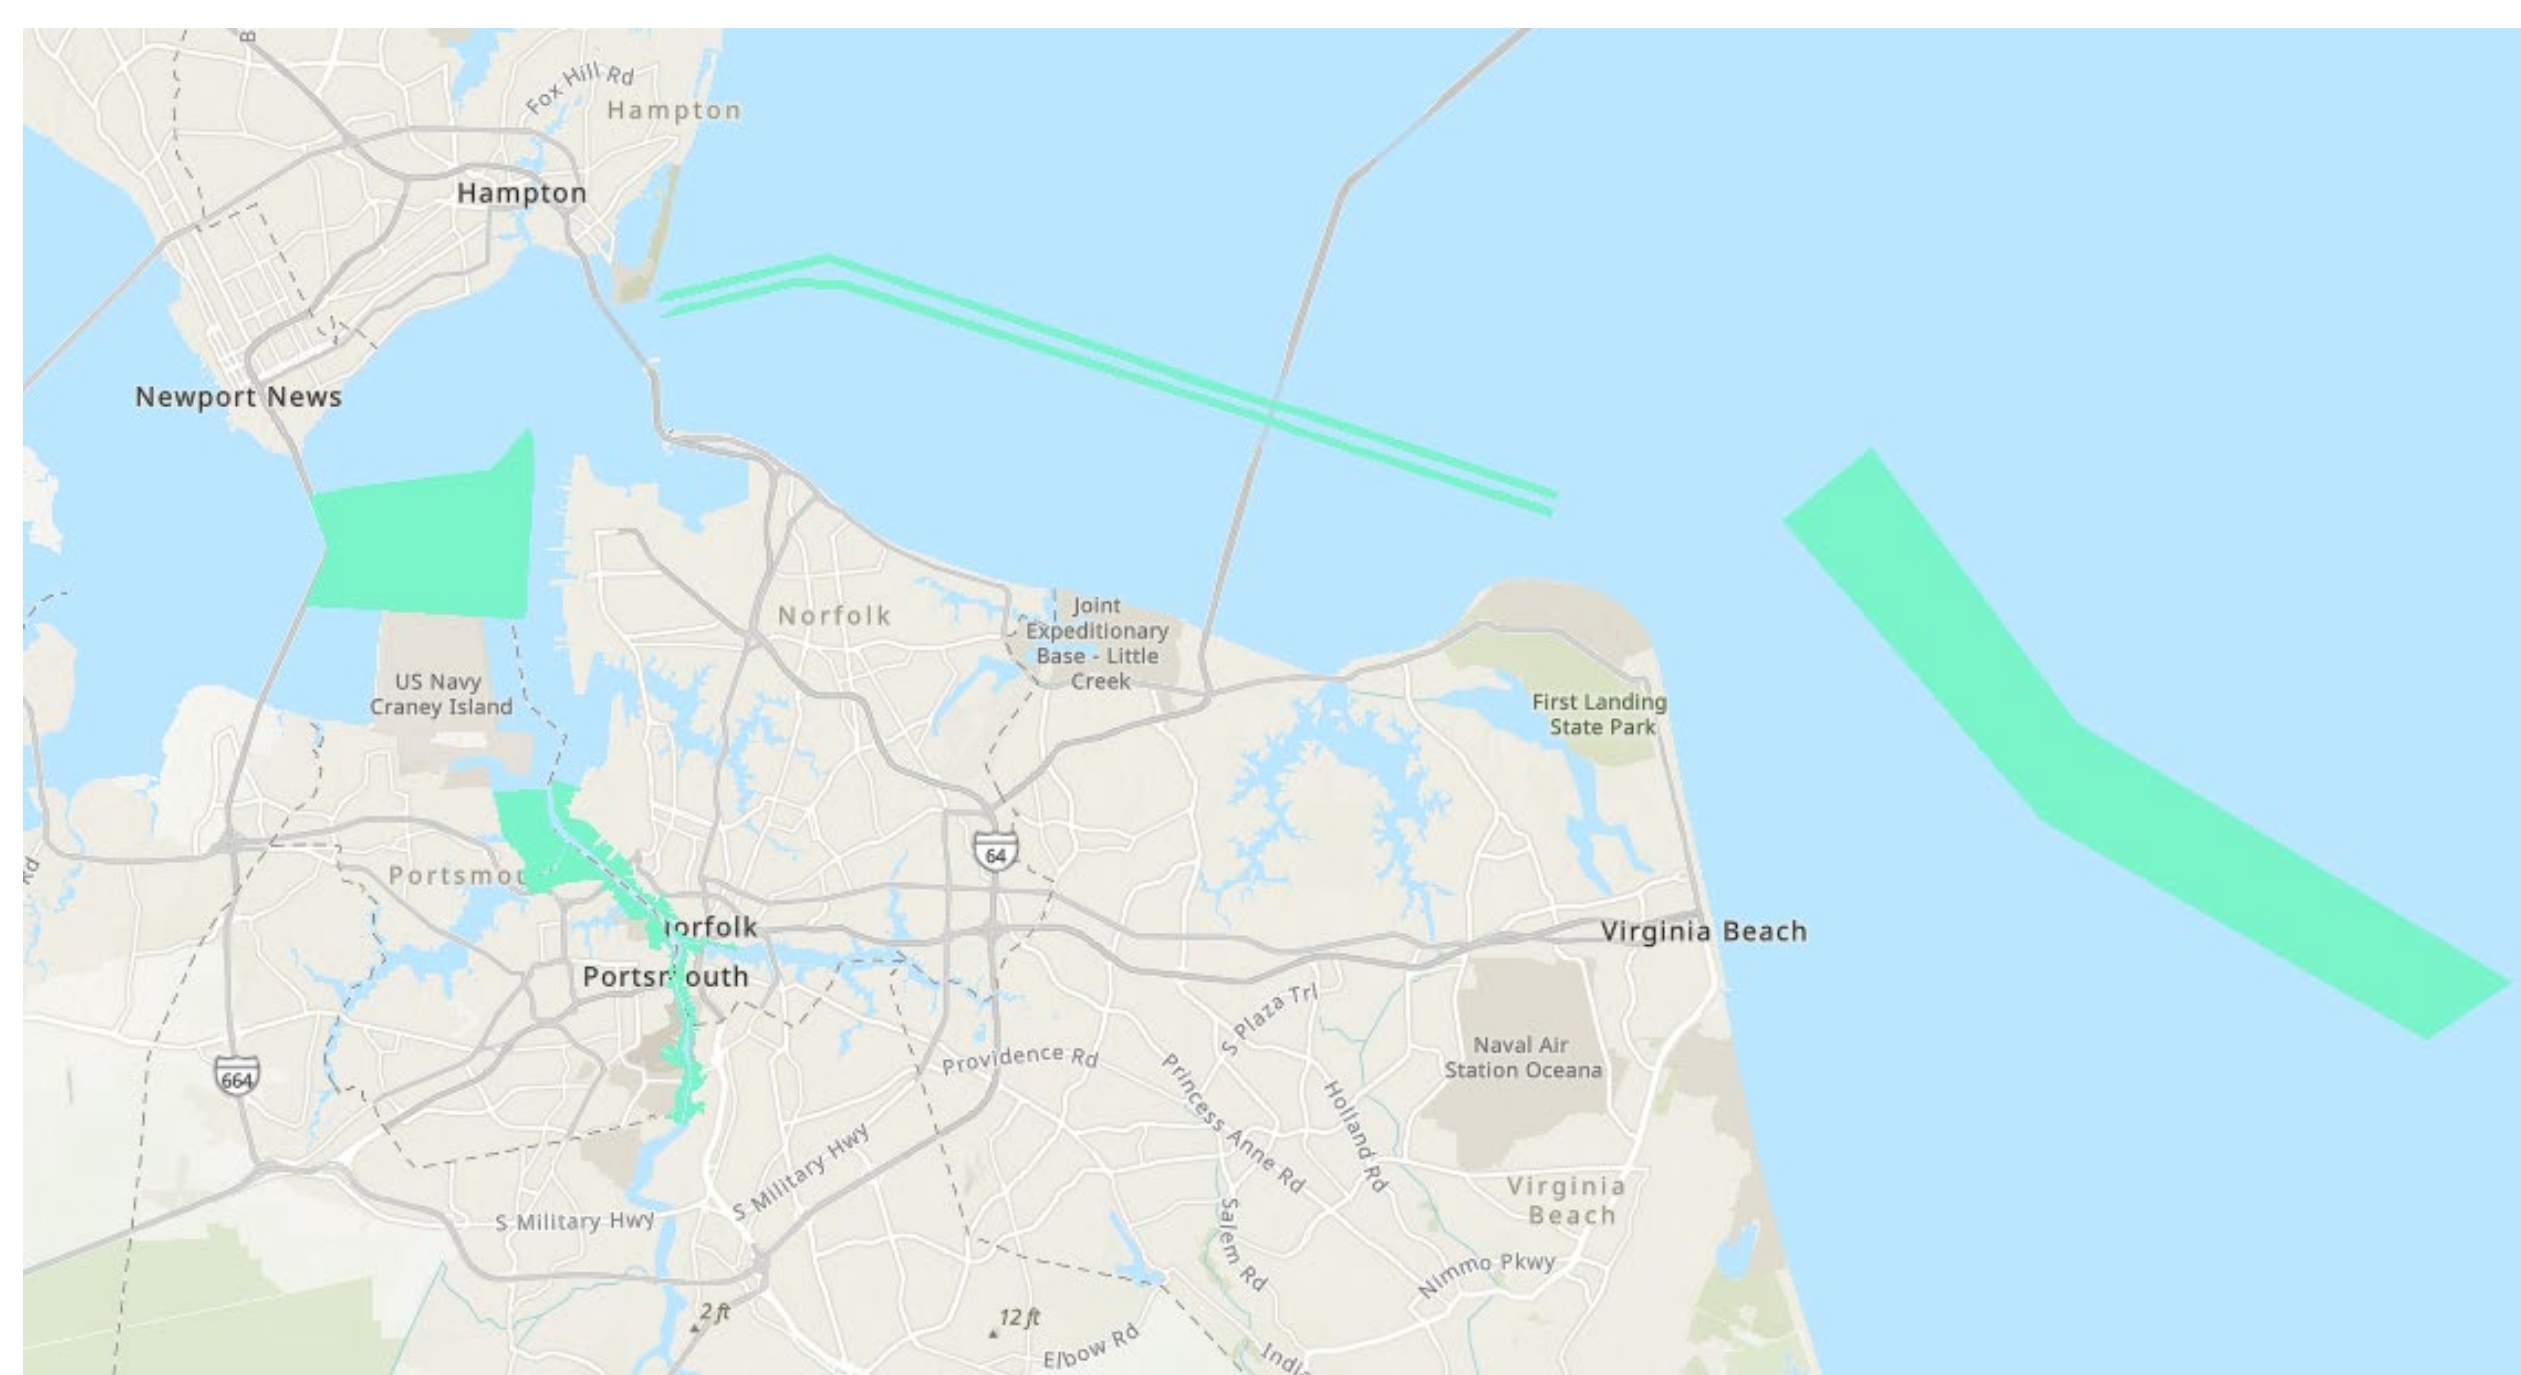 B
Fox Hill Rd
Hampton
Hampton
Newport News
Norfolk
Joint
Expeditionary
Base - Little
Creek
US Navy
Craney Island
First Landing
State Park
64
Rd
Portsmou
orfolk
Virginia Beach
Portsm outh
S Plaza Trl
Naval Air
Station Oceana
Providence Rd
664
Princess Anne Rd
Holland Rd
S Military Hwy
S Military Hwy
Virginia
Beach
Salem Rd
Nimmo Pkwy
2 ft
12 ft
Elbow Rd
India